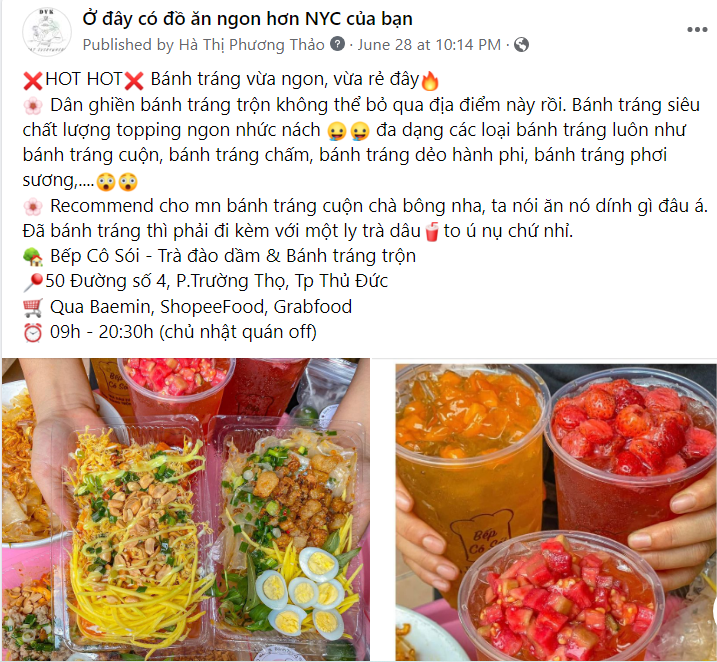 DYK
Ở đây có đồ ăn ngon hơn NYC của bạn
Published by Hà Thị Phương Thảo ? · June 28 at 10:14 PM ·
❌HOT HOT❌ Bánh tráng vừa ngon, vừa rẻ đây🔥
🌸 Dân ghiền bánh tráng trộn không thể bỏ qua địa điểm này rồi. Bánh tráng siêu
chất lượng topping ngon nhức nách 🤪🤪 đa dạng các loại bánh tráng luôn như
bánh tráng cuộn, bánh tráng chấm, bánh tráng dẻo hành phi, bánh tráng phơi
sương,....😲😲
🌸 Recommend cho mn bánh tráng cuộn chà bông nha, ta nói ăn nó dính gì đâu á.
Đã bánh tráng thì phải đi kèm với một ly trà dâu🥤to ú nụ chứ nhỉ.
🏡 Bếp Cô Sói - Trà đào dầm & Bánh tráng trộn
📍50 Đường số 4, P.Trường Thọ, Tp Thủ Đức
🛒 Qua Baemin, ShopeeFood, Grabfood
⏰ 09h - 20:30h (chủ nhật quán off)
Bếp
Cô Só
Bếp
Cô Só